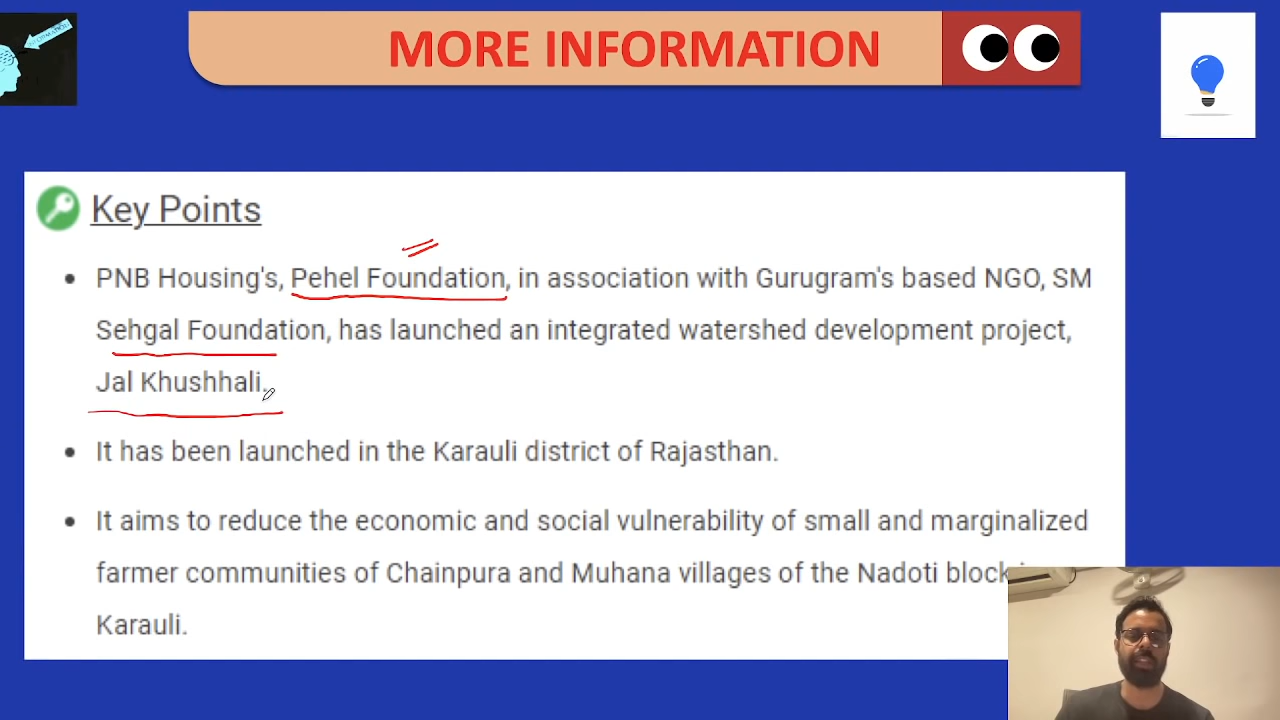 MORE INFORMATION
INFORMATION
Key Points
PNB Housing's, Pehel Foundation, in association with Gurugram's based NGO, SM
Sehgal Foundation, has launched an integrated watershed development project,
Jal Khushhali.
It has been launched in the Karauli district of Rajasthan.
It aims to reduce the economic and social vulnerability of small and marginalized
farmer communities of Chainpura and Muhana villages of the Nadoti block
Karauli.